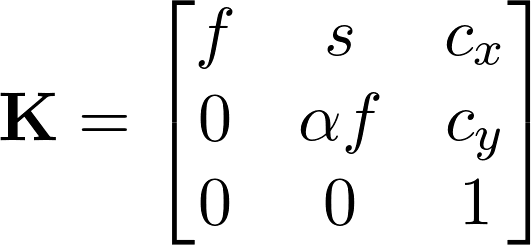 f s c_x
K = 0 αf c_y
0 0 1